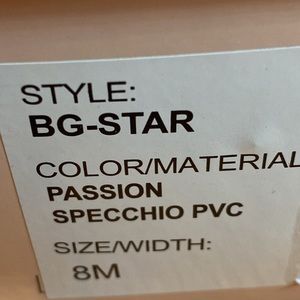 STYLE:
BG-STAR
COLOR/MATERIAL
PASSION
SPECCHIO PVC
SIZE/WIDTH:
8M